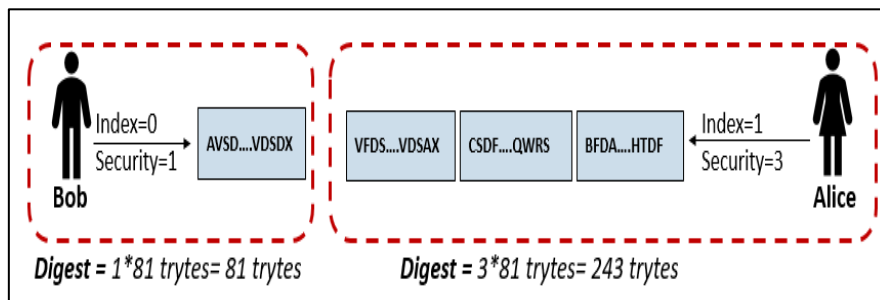 Index=0
Security=1
Bob
AVSD....VDSDX
VFDS....VDSAX
CSDF....QWRS
BFDA....HTDF
Index=1
Security=3
Alice
Digest = 1*81 trytes= 81 trytes
Digest = 3*81 trytes= 243 trytes